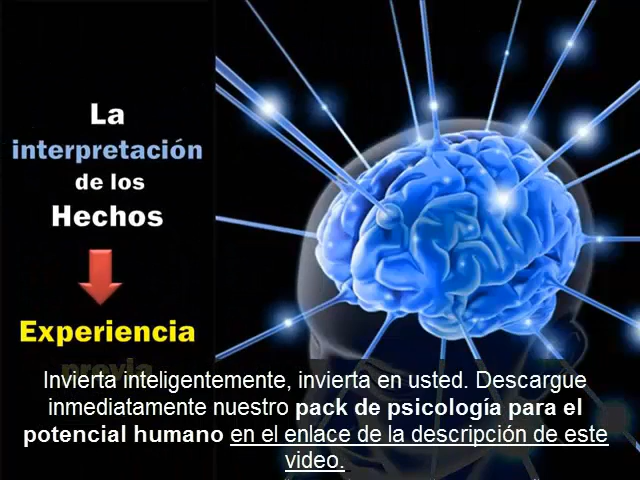 La
interpretación
de los
Hechos
Experiencia
previa
Invierta inteligentemente, invierta en usted. Descargue
inmediatamente nuestro pack de psicología para el
potencial humano en el enlace de la descripción de este
video.